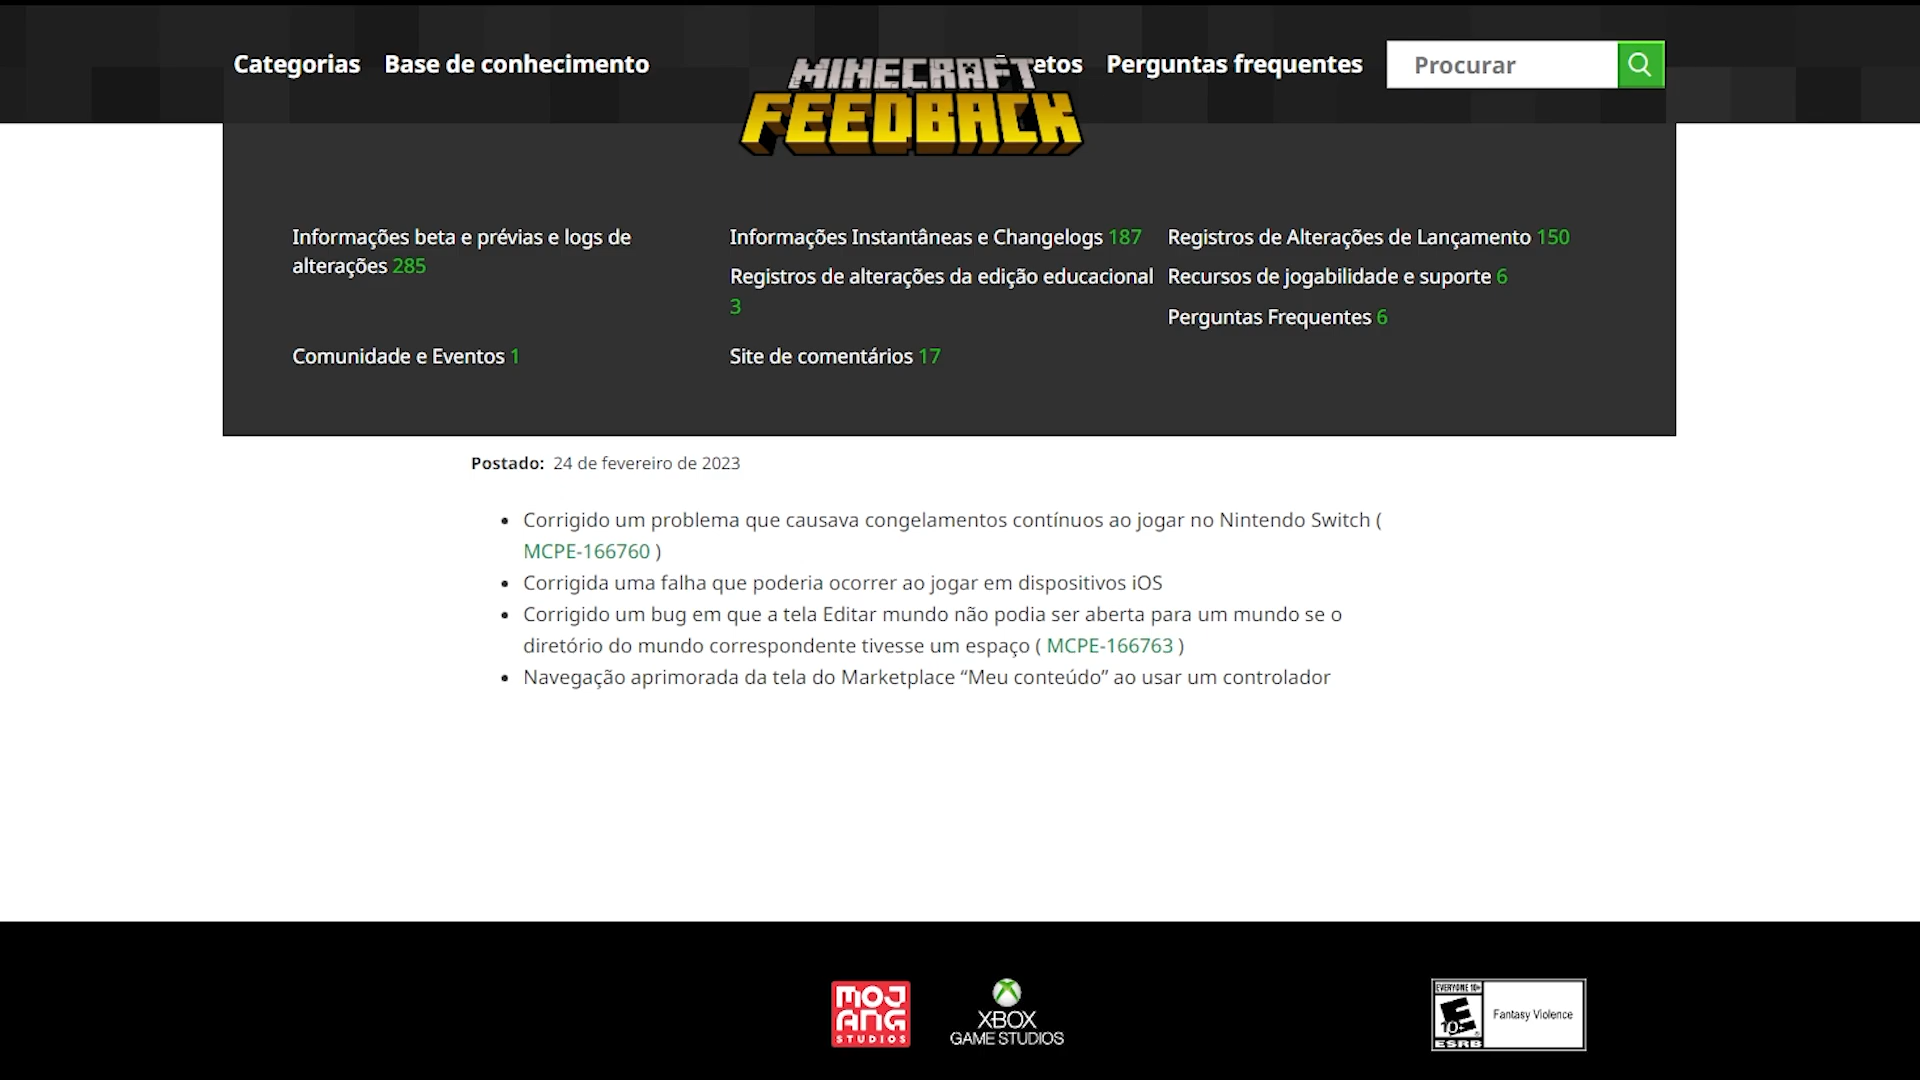 Categorias Base de conhecimento etos Perguntas frequentes Procurar
MINECRAFT
FEEDBACK
Informações beta e prévias e logs de
alterações 285
Informações Instantâneas e Changelogs 187
Registros de Alterações de Lançamento 150
Registros de alterações da edição educacional
3
Recursos de jogabilidade e suporte 6
Perguntas Frequentes 6
Comunidade e Eventos 1
Site de comentários 17
Postado: 24 de fevereiro de 2023
• Corrigido um problema que causava congelamentos contínuos ao jogar no Nintendo Switch (
MCPE-166760 )
• Corrigida uma falha que poderia ocorrer ao jogar em dispositivos iOS
• Corrigido um bug em que a tela Editar mundo não podia ser aberta para um mundo se o
diretório do mundo correspondente tivesse um espaço ( MCPE-166763 )
• Navegação aprimorada da tela do Marketplace “Meu conteúdo” ao usar um controlador
MOJ
ANG
STUDIOS
XBOX
GAME STUDIOS
EVERYONE 10+
E
10+
ESRB
Fantasy Violence